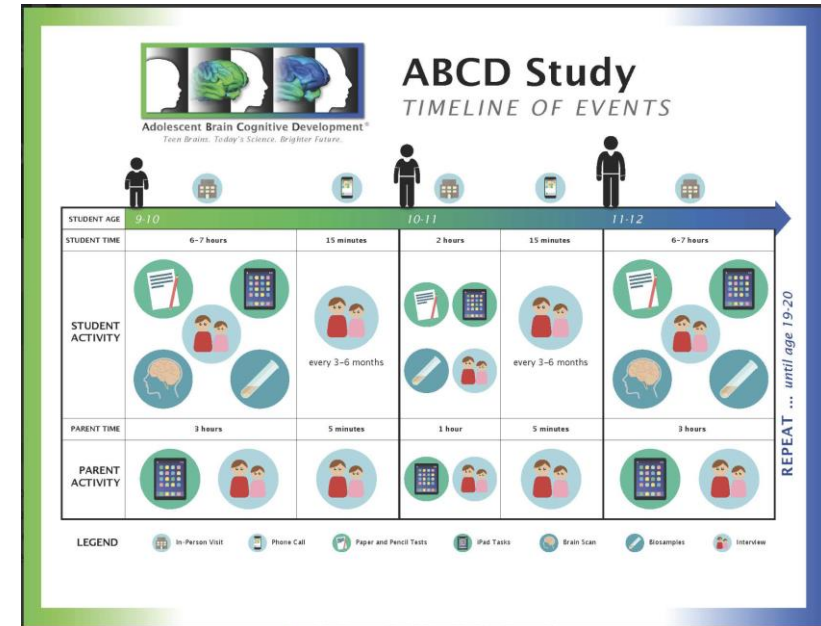 ABCD Study
TIMELINE OF EVENTS
Adolescent Brain Cognitive Development®
Teen Brains. Today's Science. Brighter Future.
STUDENT AGE 9-10 10-11 11-12
STUDENT TIME 6-7 hours 15 minutes 2 hours 15 minutes 6-7 hours
STUDENT
ACTIVITY
every 3-6 months every 3-6 months
PARENT TIME 3 hours 5 minutes 1 hour 5 minutes 3 hours
PARENT
ACTIVITY
REPEAT ... until age 19-20
LEGEND In-Person Visit Phone Call Paper and Pencil Tests iPad Tasks Brain Scan Biosamples Interview